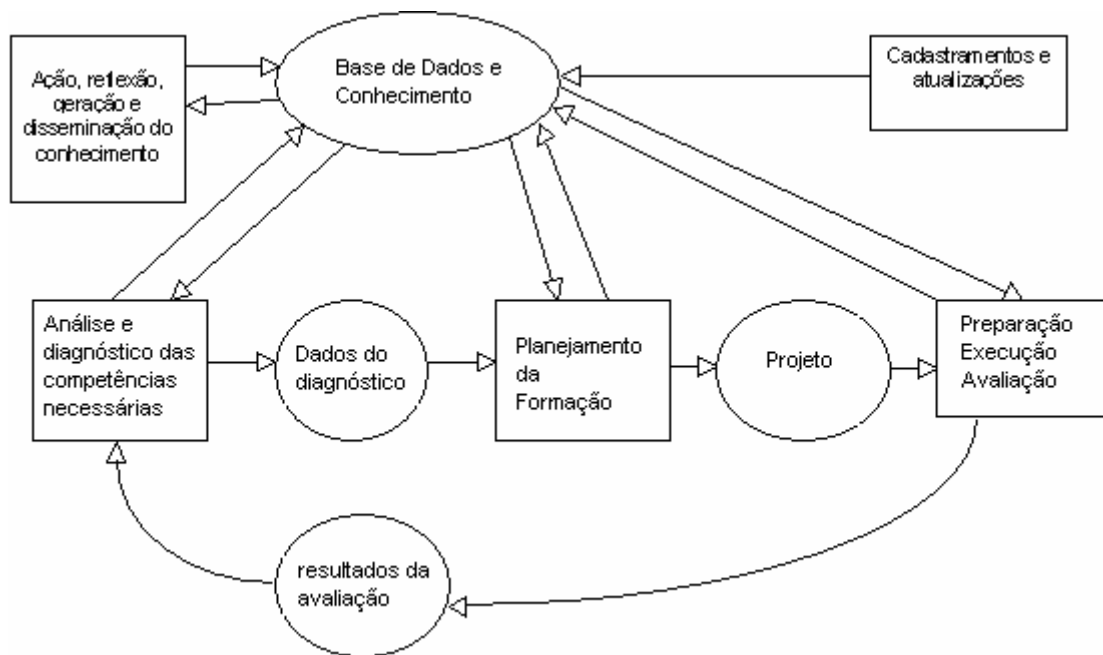 Ação, reflexão,
geração e
disseminação do
conhecimento
Base de Dados e
Conhecimento
Cadastramentos e
atualizações
Análise e
diagnóstico das
competências
necessárias
Dados do
diagnóstico
Planejamento
da
Formação
Projeto
Preparação
Execução
Avaliação
resultados da
avaliação